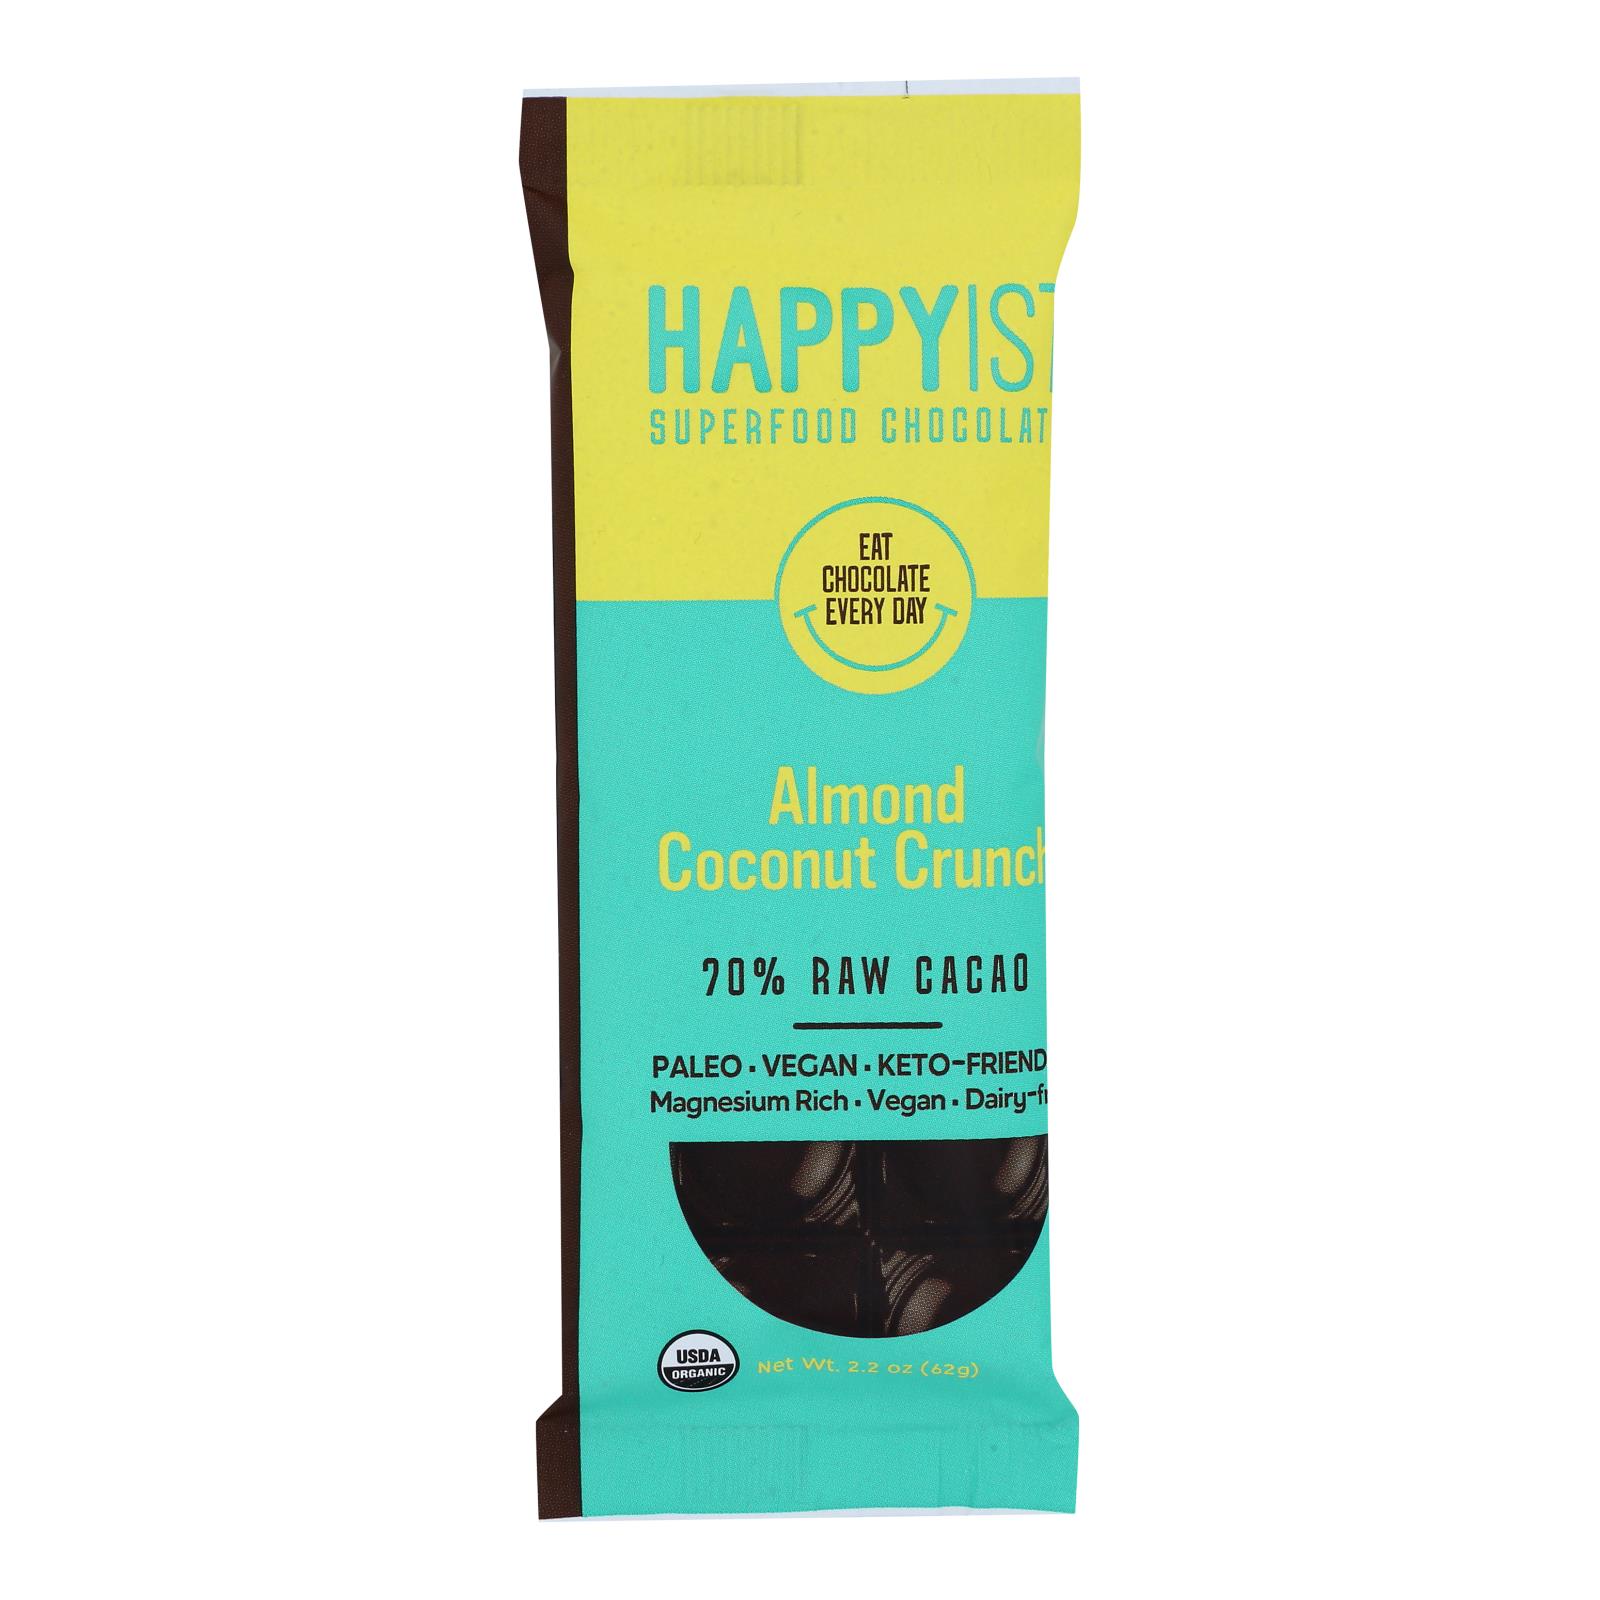 HAPPYIST
SUPERFOOD CHOCOLAT
EAT
CHOCOLATE
EVERY DAY
Almond
Coconut Crunch
70% RAW CACAO
PALEO · VEGAN · KETO-FRIEND
Magnesium Rich · Vegan · Dairy-f
USDA
ORGANIC
Net Wt. 2.2 oz (62g)